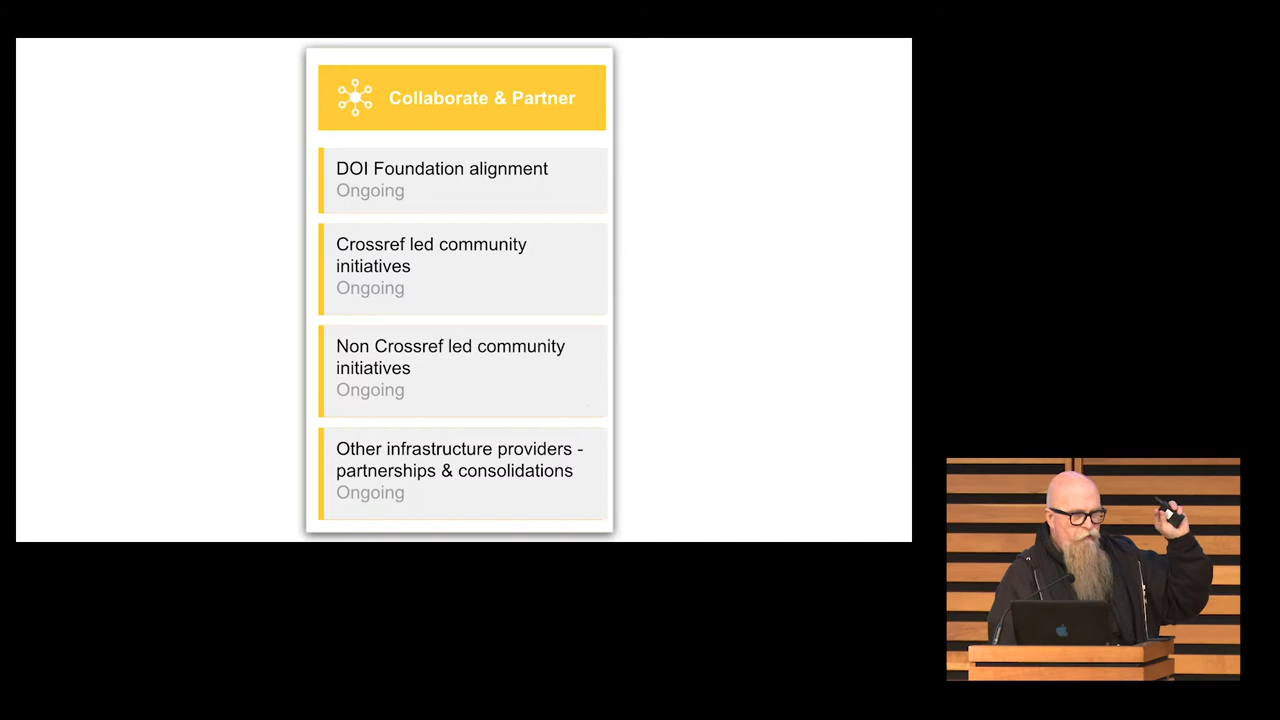 Collaborate & Partner
DOI Foundation alignment
Ongoing
Crossref led community
initiatives
Ongoing
Non Crossref led community
initiatives
Ongoing
Other infrastructure providers -
partnerships & consolidations
Ongoing